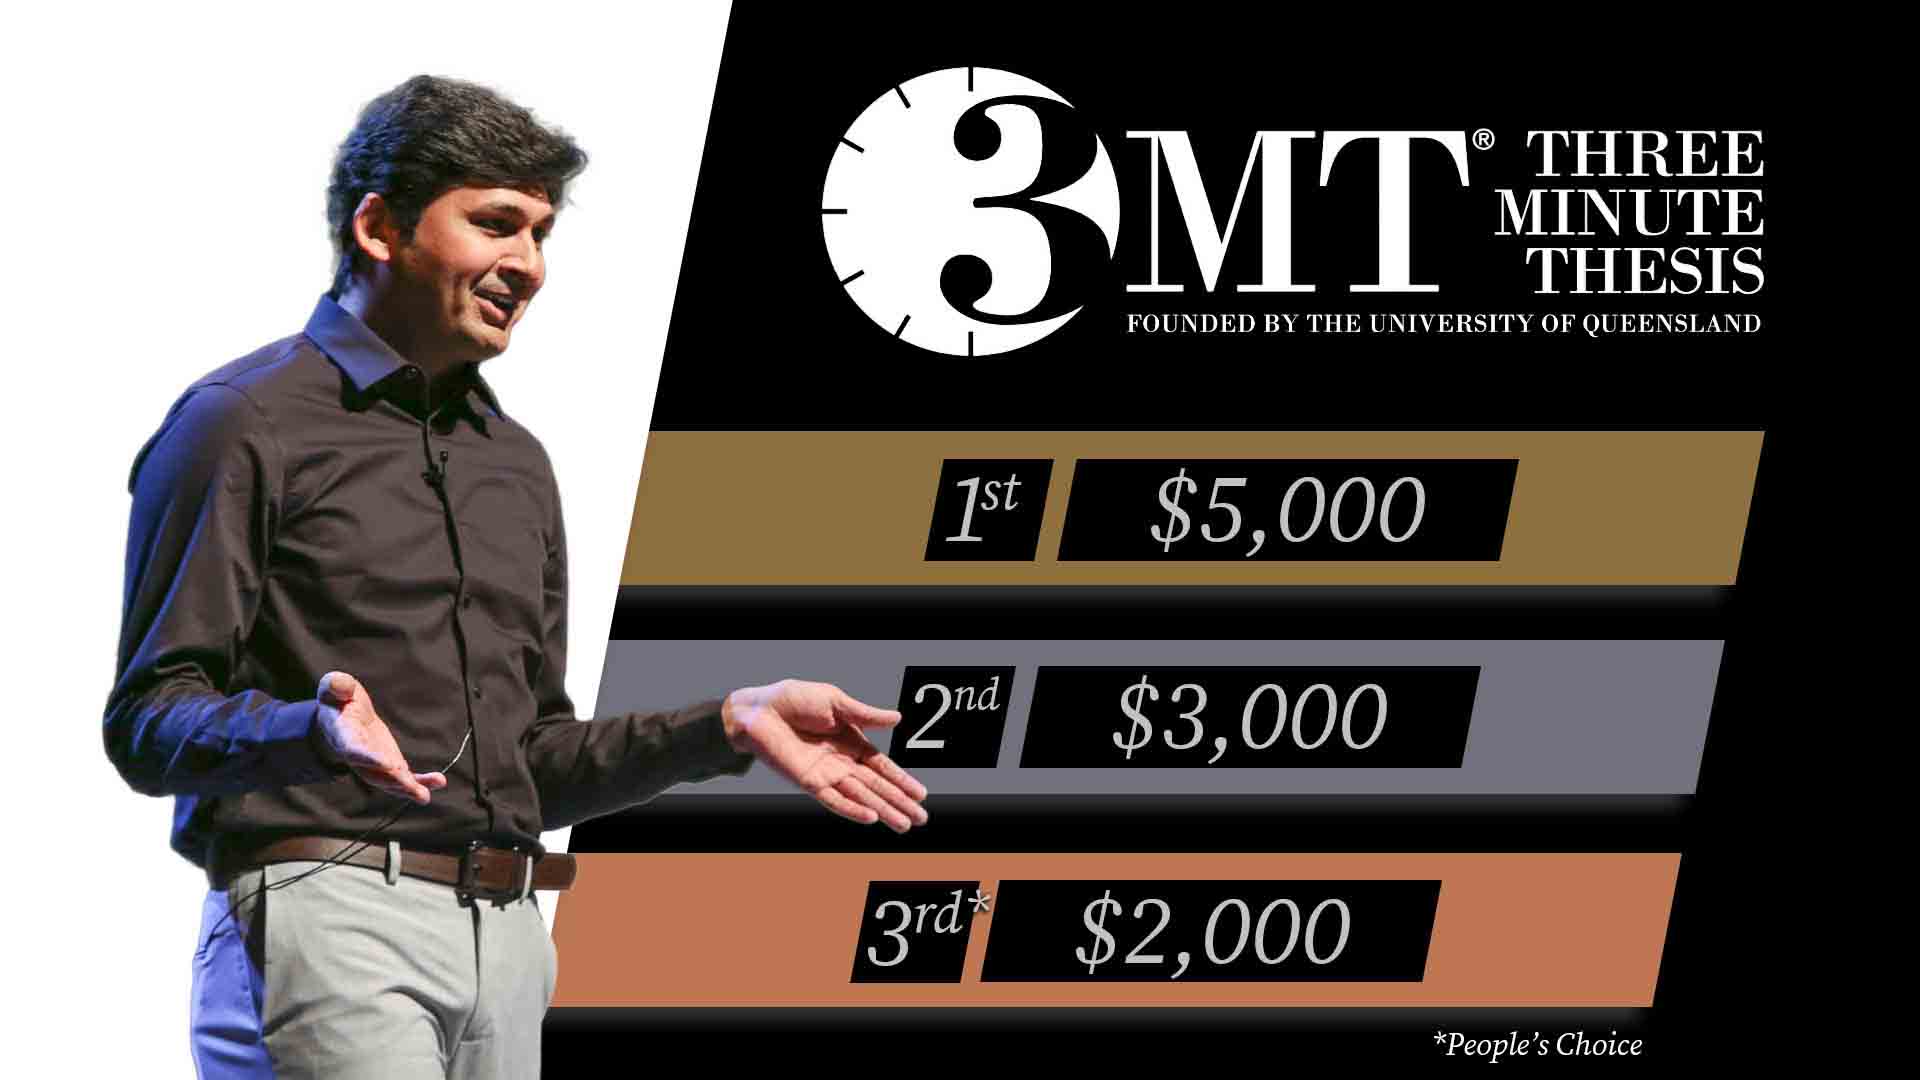 3MT® THREE
MINUTE
THESIS
FOUNDED BY THE UNIVERSITY OF QUEENSLAND
1st $5,000
2nd $3,000
3rd* $2,000
*People's Choice